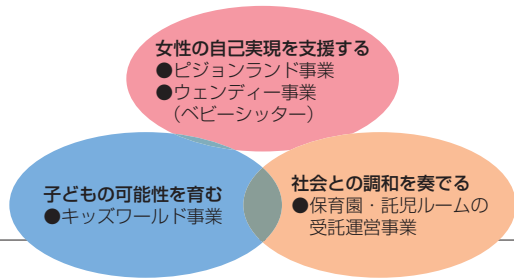 女性の自己実現を支援する
●ピジョンランド事業
●ウェンディー事業
（ベビーシッター）
子どもの可能性を育む
●キッズワールド事業
社会との調和を奏でる
●保育園・託児ルームの
受託運営事業